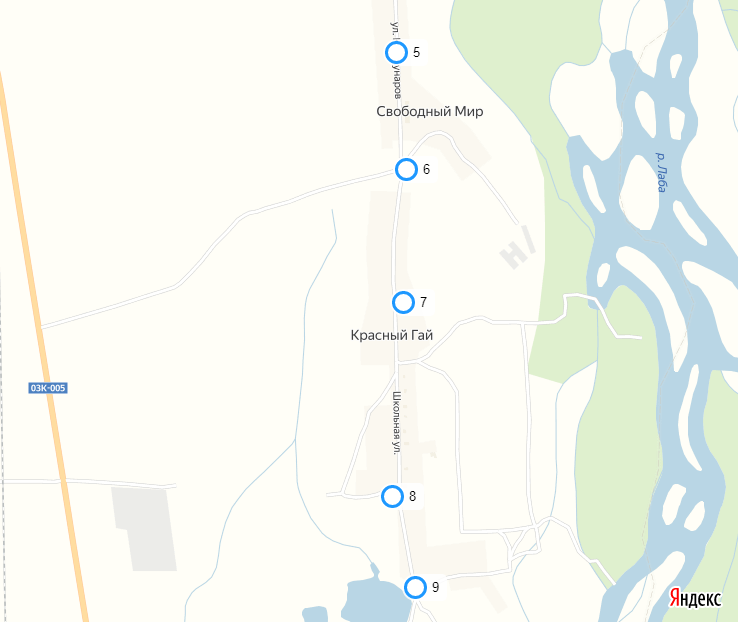 5
ул.
унаров
Свободный Мир
6
р. Лаба
7
Красный Гай
03К-005
Школьная ул.
8
9
Яндекс